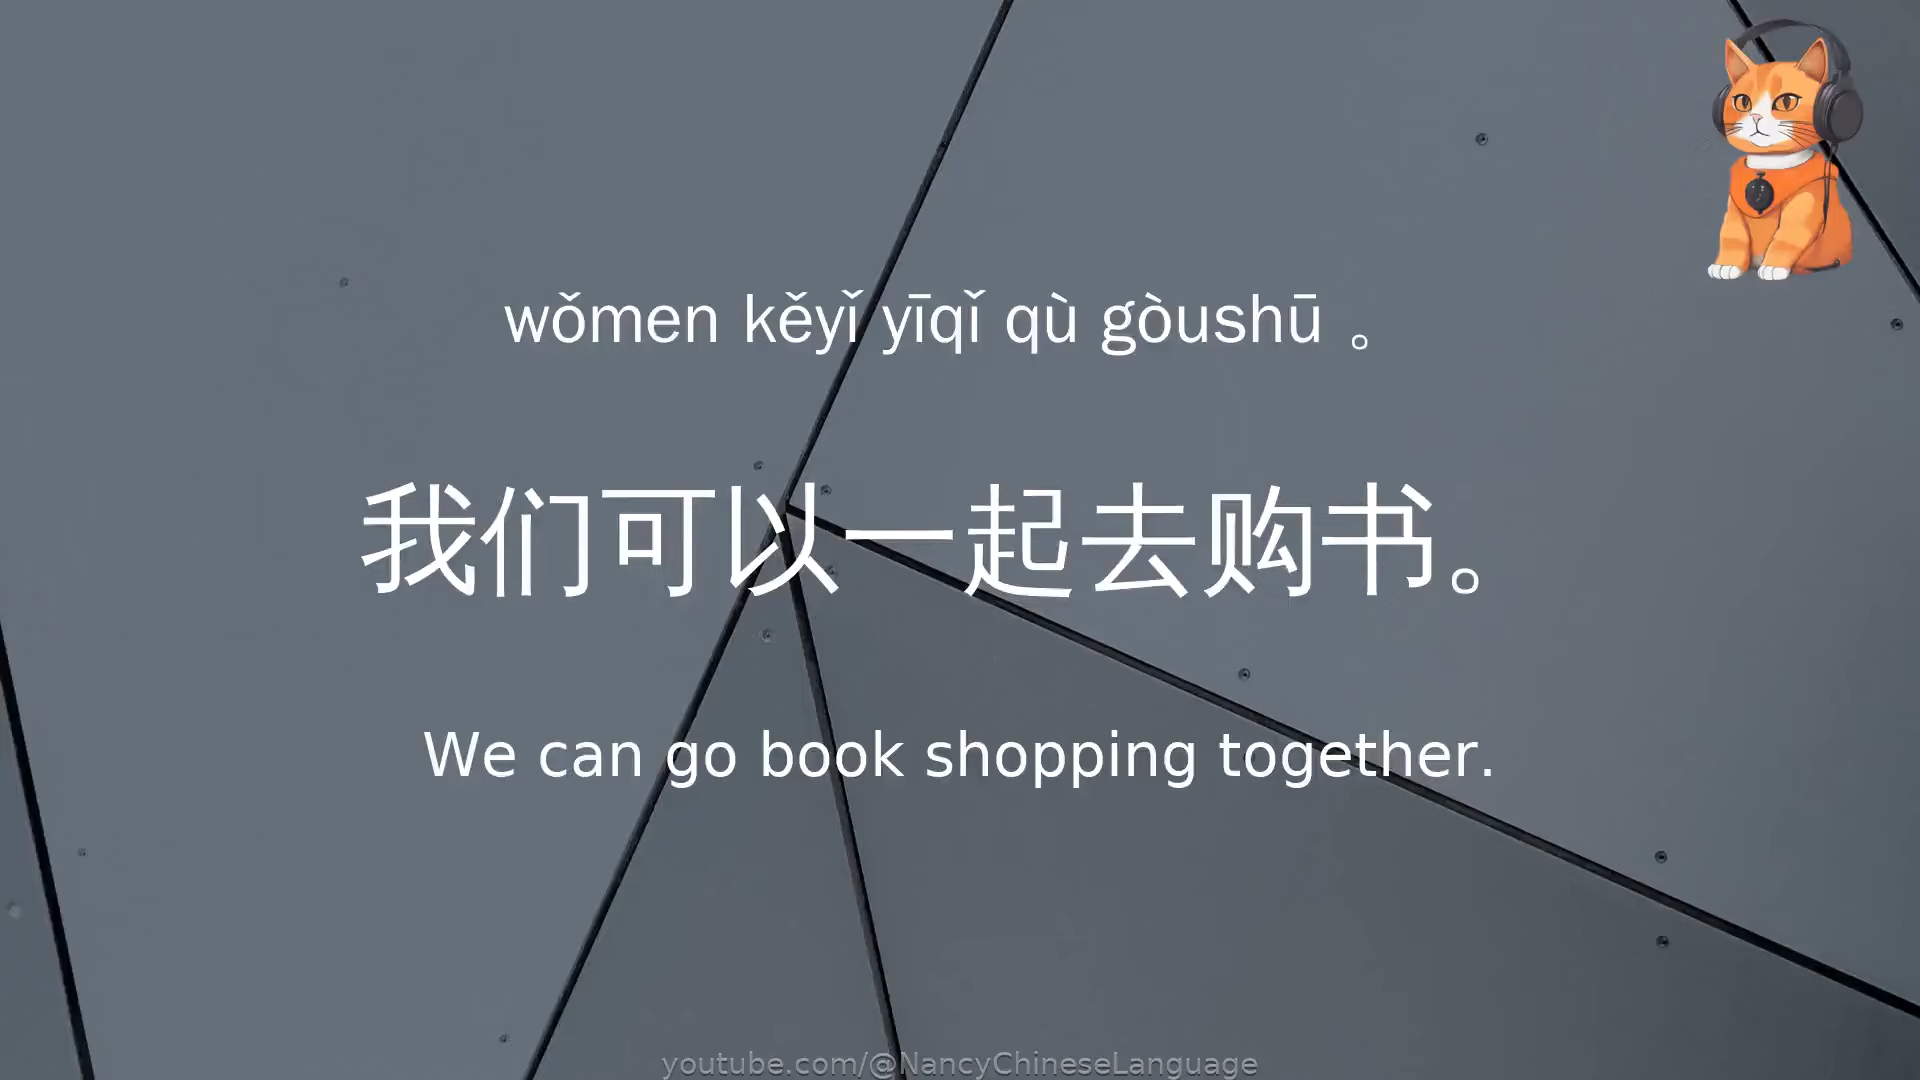 wǒmen kěyǐ yīqǐ qù gòushū 。
我们可以一起去购书。
We can go book shopping together.
youtube.com/@NancyChineseLanguage